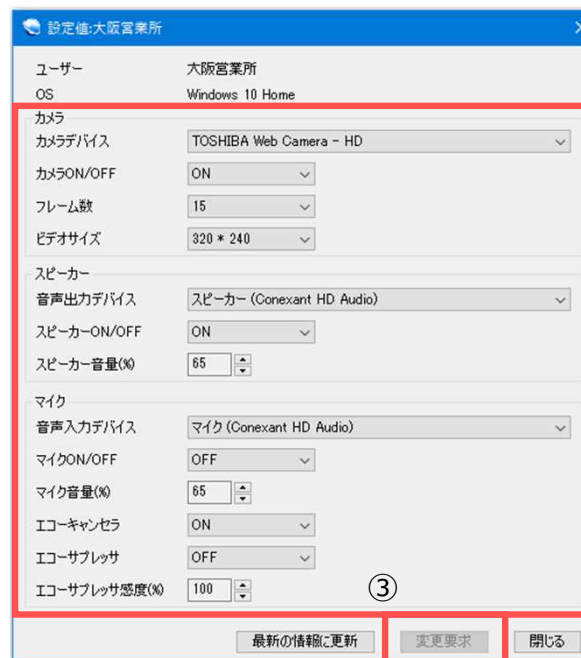 設定値:大阪営業所
ユーザー 大阪営業所
OS Windows 10 Home
カメラ
カメラデバイス TOSHIBA Web Camera - HD
カメラON/OFF ON
フレーム数 15
ビデオサイズ 320 * 240
スピーカー
音声出力デバイス スピーカー (Conexant HD Audio)
スピーカーON/OFF ON
スピーカー音量(%) 65
マイク
音声入力デバイス マイク (Conexant HD Audio)
マイクON/OFF OFF
マイク音量(%) 65
エコーキャンセラ ON
エコーサプレッサ OFF
エコーサプレッサ感度(%) 100
③
最新の情報に更新 変更要求 閉じる